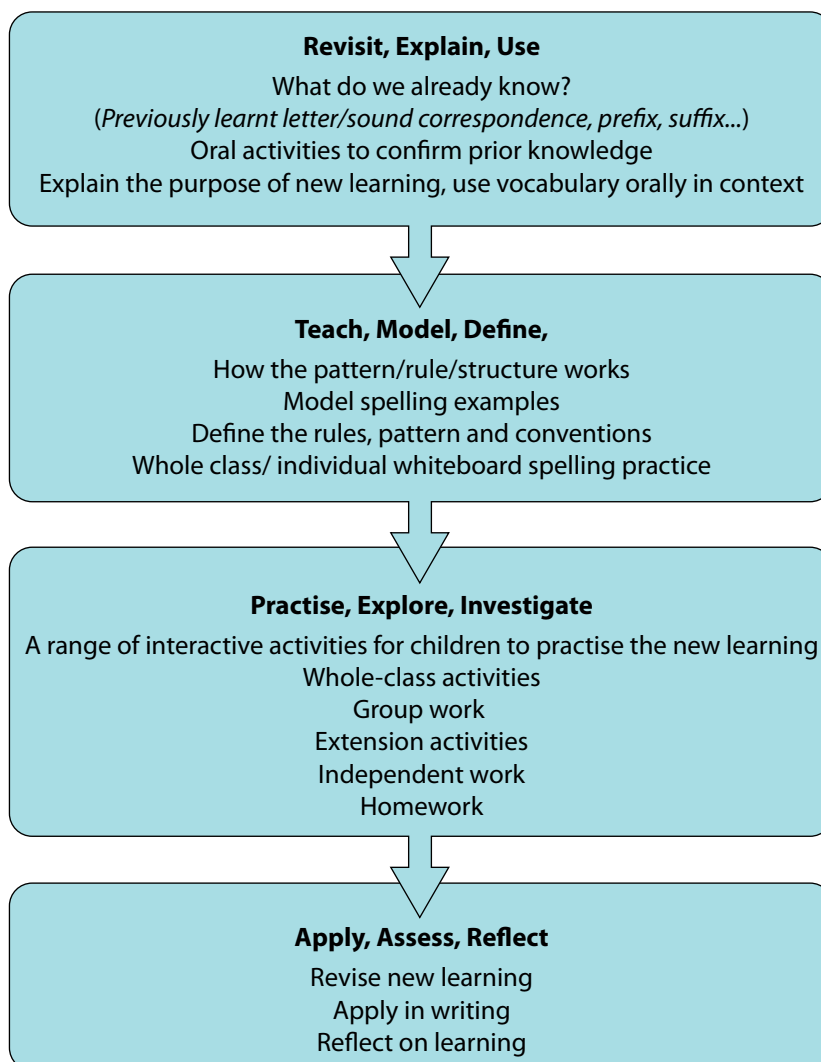 Revisit, Explain, Use
What do we already know?
(Previously learnt letter/sound correspondence, prefix, suffix...)
Oral activities to confirm prior knowledge
Explain the purpose of new learning, use vocabulary orally in context
Teach, Model, Define,
How the pattern/rule/structure works
Model spelling examples
Define the rules, pattern and conventions
Whole class/ individual whiteboard spelling practice
Practise, Explore, Investigate
A range of interactive activities for children to practise the new learning
Whole-class activities
Group work
Extension activities
Independent work
Homework
Apply, Assess, Reflect
Revise new learning
Apply in writing
Reflect on learning